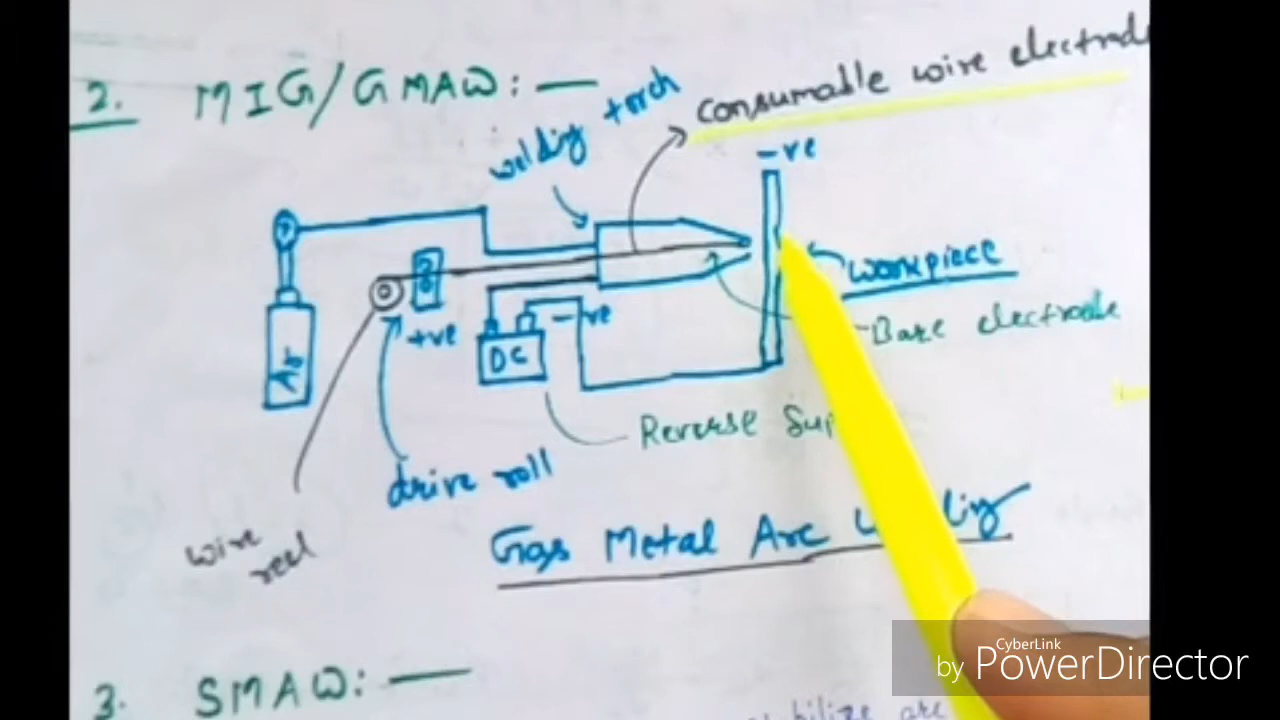 2. MIG/GMAW: —
welding torch
consumable wire electrode
-ve
workpiece
Bare electrode
+ve
-ve
DC
Ar
Reverse Sup
drive roll
wire reel
Gas Metal Arc
3. SMAW: —
CyberLink
by PowerDirector